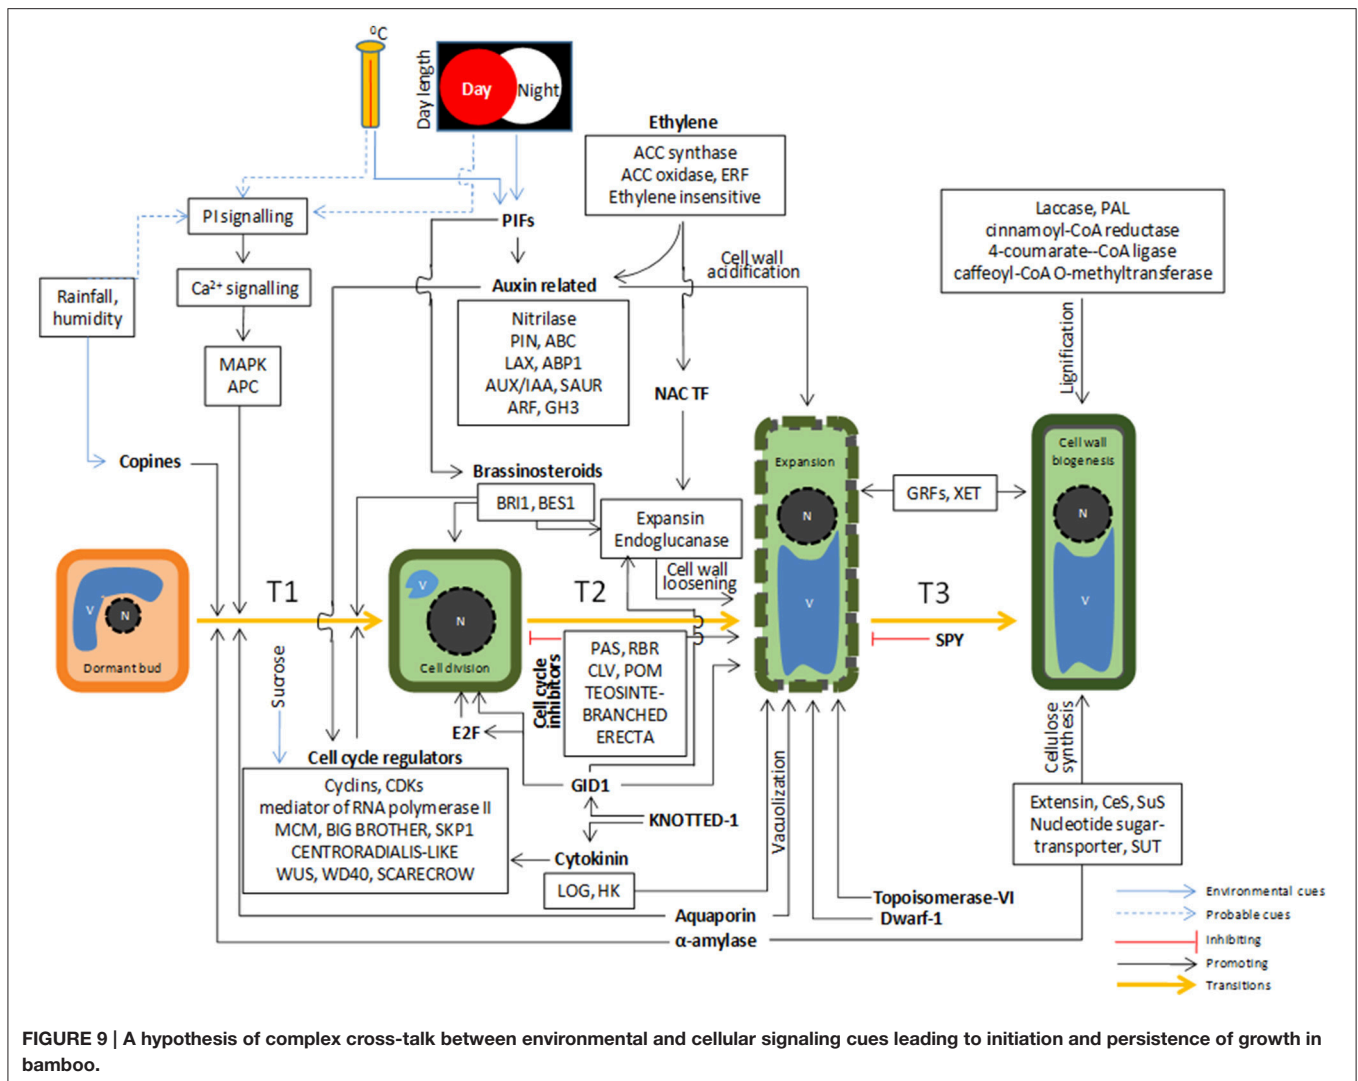 ⁰C
Day length
Day
Night
Ethylene
ACC synthase
ACC oxidase, ERF
Ethylene insensitive
PI signalling
PIFs
Laccase, PAL
cinnamoyl-CoA reductase
4-coumarate--CoA ligase
caffeoyl-CoA O-methyltransferase
Cell wall
acidification
Rainfall,
humidity
Ca²⁺ signalling
Auxin related
Nitrilase
PIN, ABC
LAX, ABP1
AUX/IAA, SAUR
ARF, GH3
MAPK
APC
NAC TF
Lignification
Copines
Brassinosteroids
BRI1, BES1
Expansin
Endoglucanase
Cell wall
loosening
Expansion
N
V
GRFs, XET
Cell wall
biogenesis
N
V
V
N
Dormant bud
T1
V
N
Cell division
T2
T3
SPY
Sucrose
Cell cycle
inhibitors
PAS, RBR
CLV, POM
TEOSINTE-
BRANCHED
ERECTA
E2F
Cell cycle regulators
Cyclins, CDKs
mediator of RNA polymerase II
MCM, BIG BROTHER, SKP1
CENTRORADIALIS-LIKE
WUS, WD40, SCARECROW
GID1
KNOTTED-1
Cytokinin
LOG, HK
Vacuolization
Cellulose
synthesis
Extensin, CeS, SuS
Nucleotide sugar-
transporter, SUT
Topoisomerase-VI
Dwarf-1
Aquaporin
α-amylase
Environmental cues
Probable cues
Inhibiting
Promoting
Transitions
FIGURE 9 | A hypothesis of complex cross-talk between environmental and cellular signaling cues leading to initiation and persistence of growth in
bamboo.